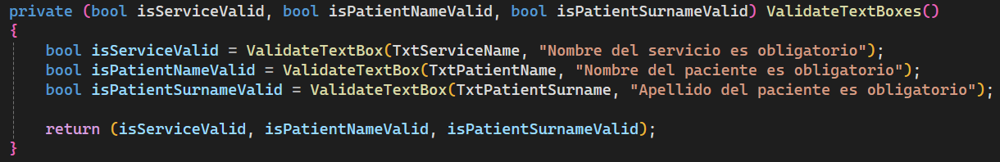 private (bool isServiceValid, bool isPatientNameValid, bool isPatientSurnameValid) ValidateTextBoxes()
{
    bool isServiceValid = ValidateTextBox(TxtServiceName, "Nombre del servicio es obligatorio");
    bool isPatientNameValid = ValidateTextBox(TxtPatientName, "Nombre del paciente es obligatorio");
    bool isPatientSurnameValid = ValidateTextBox(TxtPatientSurname, "Apellido del paciente es obligatorio");
    return (isServiceValid, isPatientNameValid, isPatientSurnameValid);
}